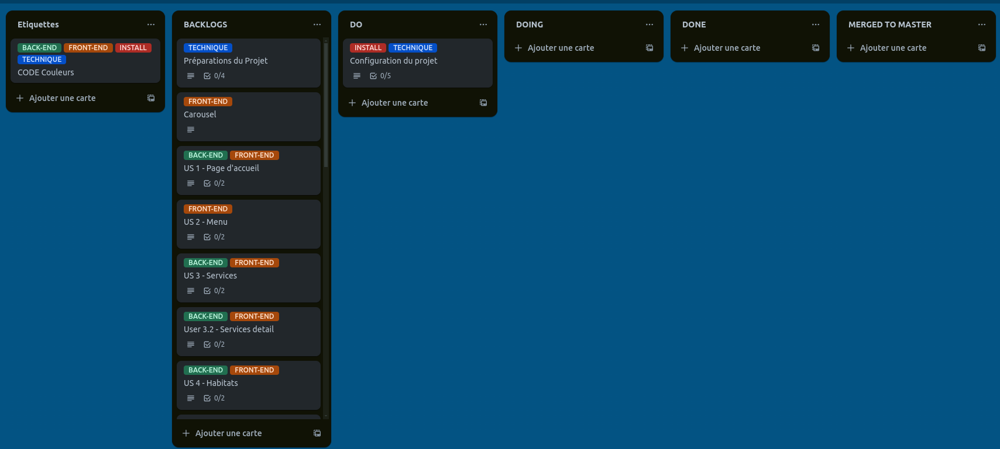 Etiquettes
BACK-END FRONT-END INSTALL
TECHNIQUE
CODE Couleurs
Ajouter une carte
BACKLOGS
TECHNIQUE
Préparations du Projet
0/4
FRONT-END
Carousel
BACK-END FRONT-END
US 1 - Page d'accueil
0/2
FRONT-END
US 2 - Menu
0/2
BACK-END FRONT-END
US 3 - Services
0/2
BACK-END FRONT-END
User 3.2 - Services detail
0/2
BACK-END FRONT-END
US 4 - Habitats
0/2
Ajouter une carte
DO
INSTALL TECHNIQUE
Configuration du projet
0/5
Ajouter une carte
DOING
Ajouter une carte
DONE
Ajouter une carte
MERGED TO MASTER
Ajouter une carte